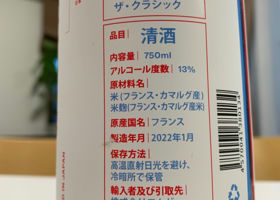 ザ・クラシック
品目 清酒
内容量 750ml
アルコール度数 13%
原材料名
米(フランス・カマルグ産)
米麹(フランス・カマルグ産米)
原産国名 フランス
製造年月 2022年1月
保存方法
高温直射日光を避け、
冷暗所で保管
輸入者及び引取先
IN JAPAN
4570041380134